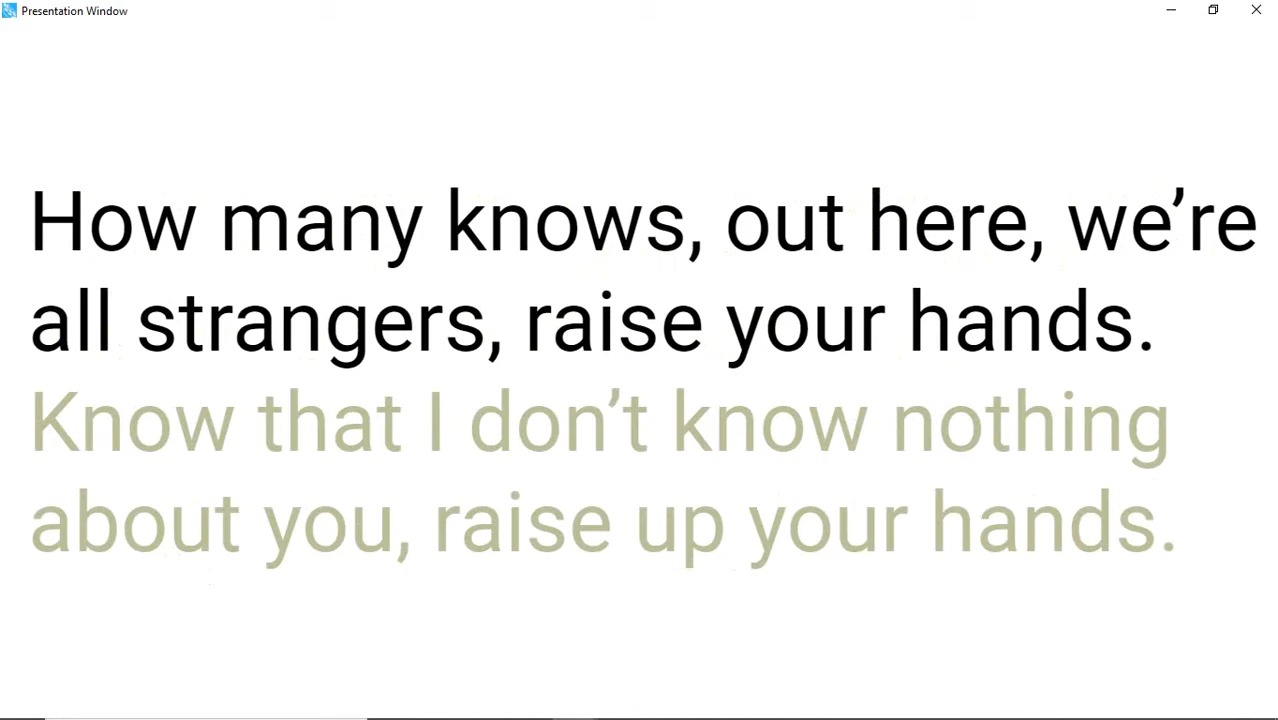 Presentation Window
How many knows, out here, we’re
all strangers, raise your hands.
Know that I don’t know nothing
about you, raise up your hands.